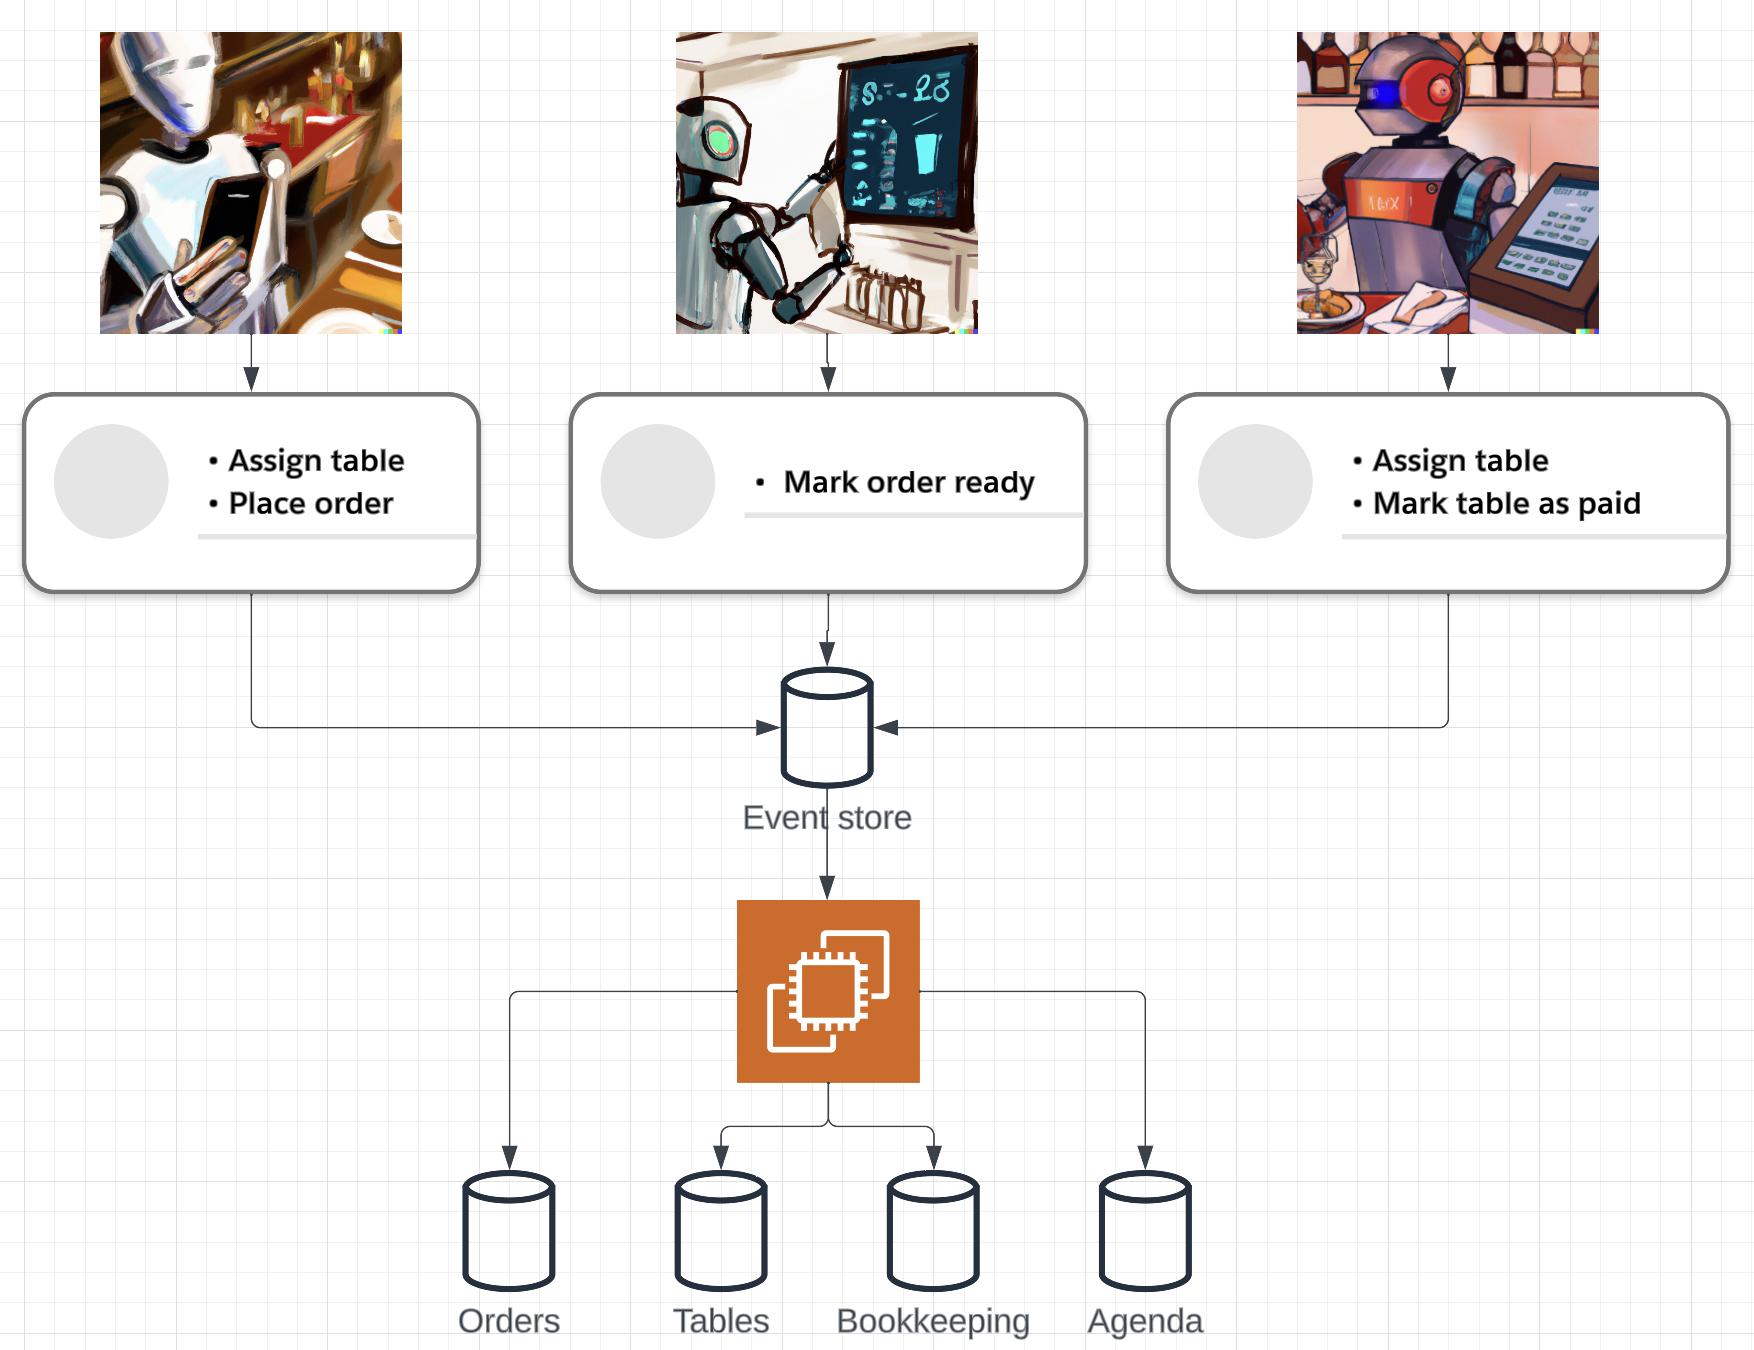 • Assign table
• Place order
• Mark order ready
• Assign table
• Mark table as paid
Event store
Orders
Tables
Bookkeeping
Agenda